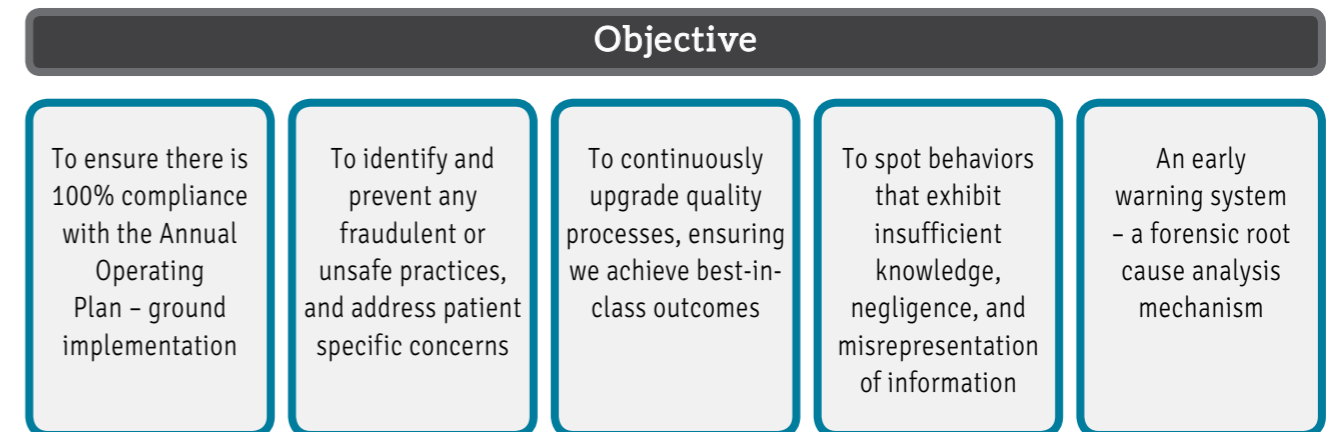 Objective
To ensure there is
100% compliance
with the Annual
Operating
Plan – ground
implementation
To identify and
prevent any
fraudulent or
unsafe practices,
and address patient
specific concerns
To continuously
upgrade quality
processes, ensuring
we achieve best-in-
class outcomes
To spot behaviors
that exhibit
insufficient
knowledge,
negligence, and
misrepresentation
of information
An early
warning system
– a forensic root
cause analysis
mechanism